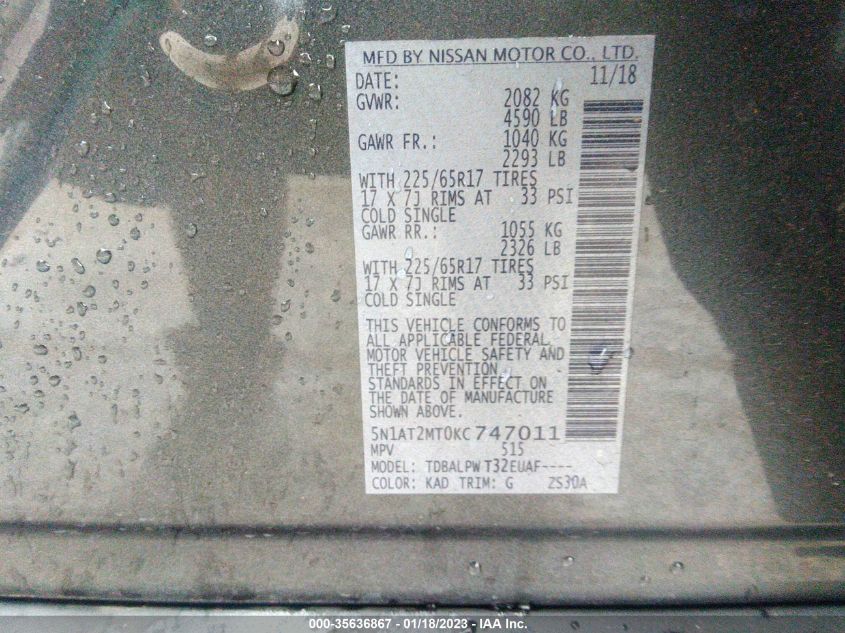 MFD BY NISSAN MOTOR CO., LTD.
DATE: 11/18
GVWR: 2082 KG
4590 LB
GAWR FR.: 1040 KG
2293 LB
WITH 225/65R17 TIRES
17 X 7J RIMS AT 33 PSI
COLD SINGLE
GAWR RR.: 1055 KG
2326 LB
WITH 225/65R17 TIRES
17 X 7J RIMS AT 33 PSI
COLD SINGLE
THIS VEHICLE CONFORMS TO
ALL APPLICABLE FEDERAL
MOTOR VEHICLE SAFETY AND
THEFT PREVENTION
STANDARDS IN EFFECT ON
THE DATE OF MANUFACTURE
SHOWN ABOVE.
5N1AT2MT0KC747011
MPV 515
MODEL: TDBALPW T32EUAF----
COLOR: KAD TRIM: G ZS30A
000-35636867 - 01/18/2023 - IAA Inc.